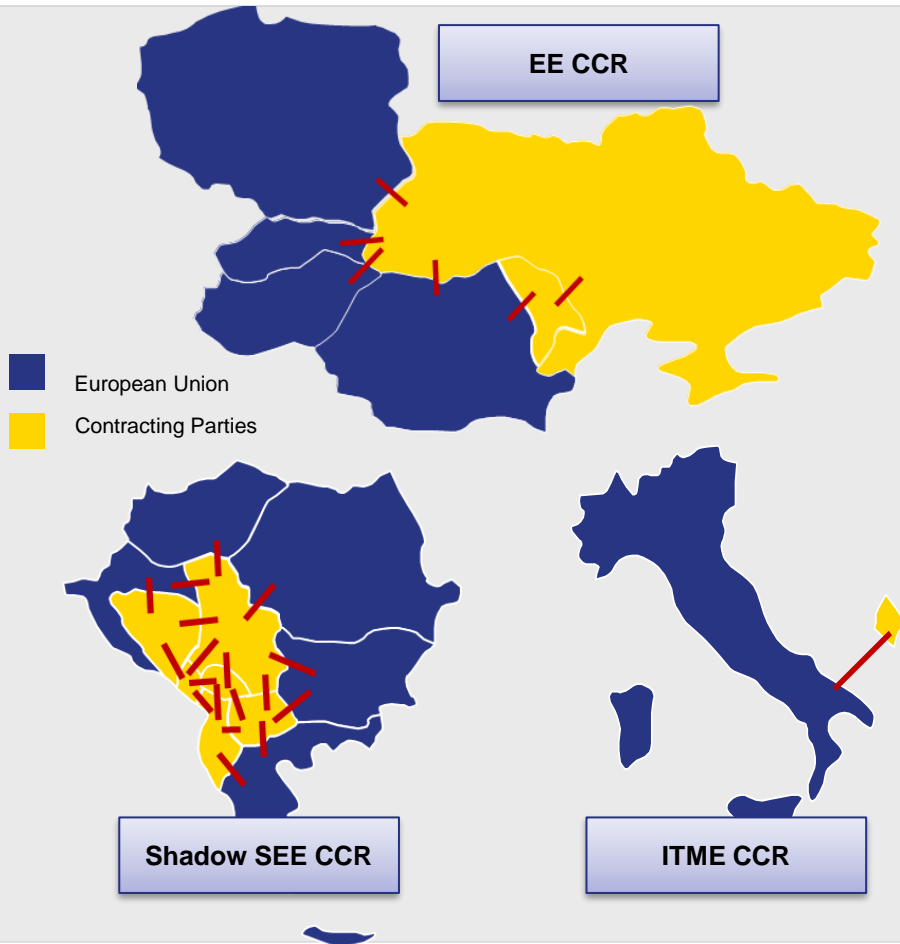 EE CCR
European Union
Contracting Parties
Shadow SEE CCR
ITME CCR